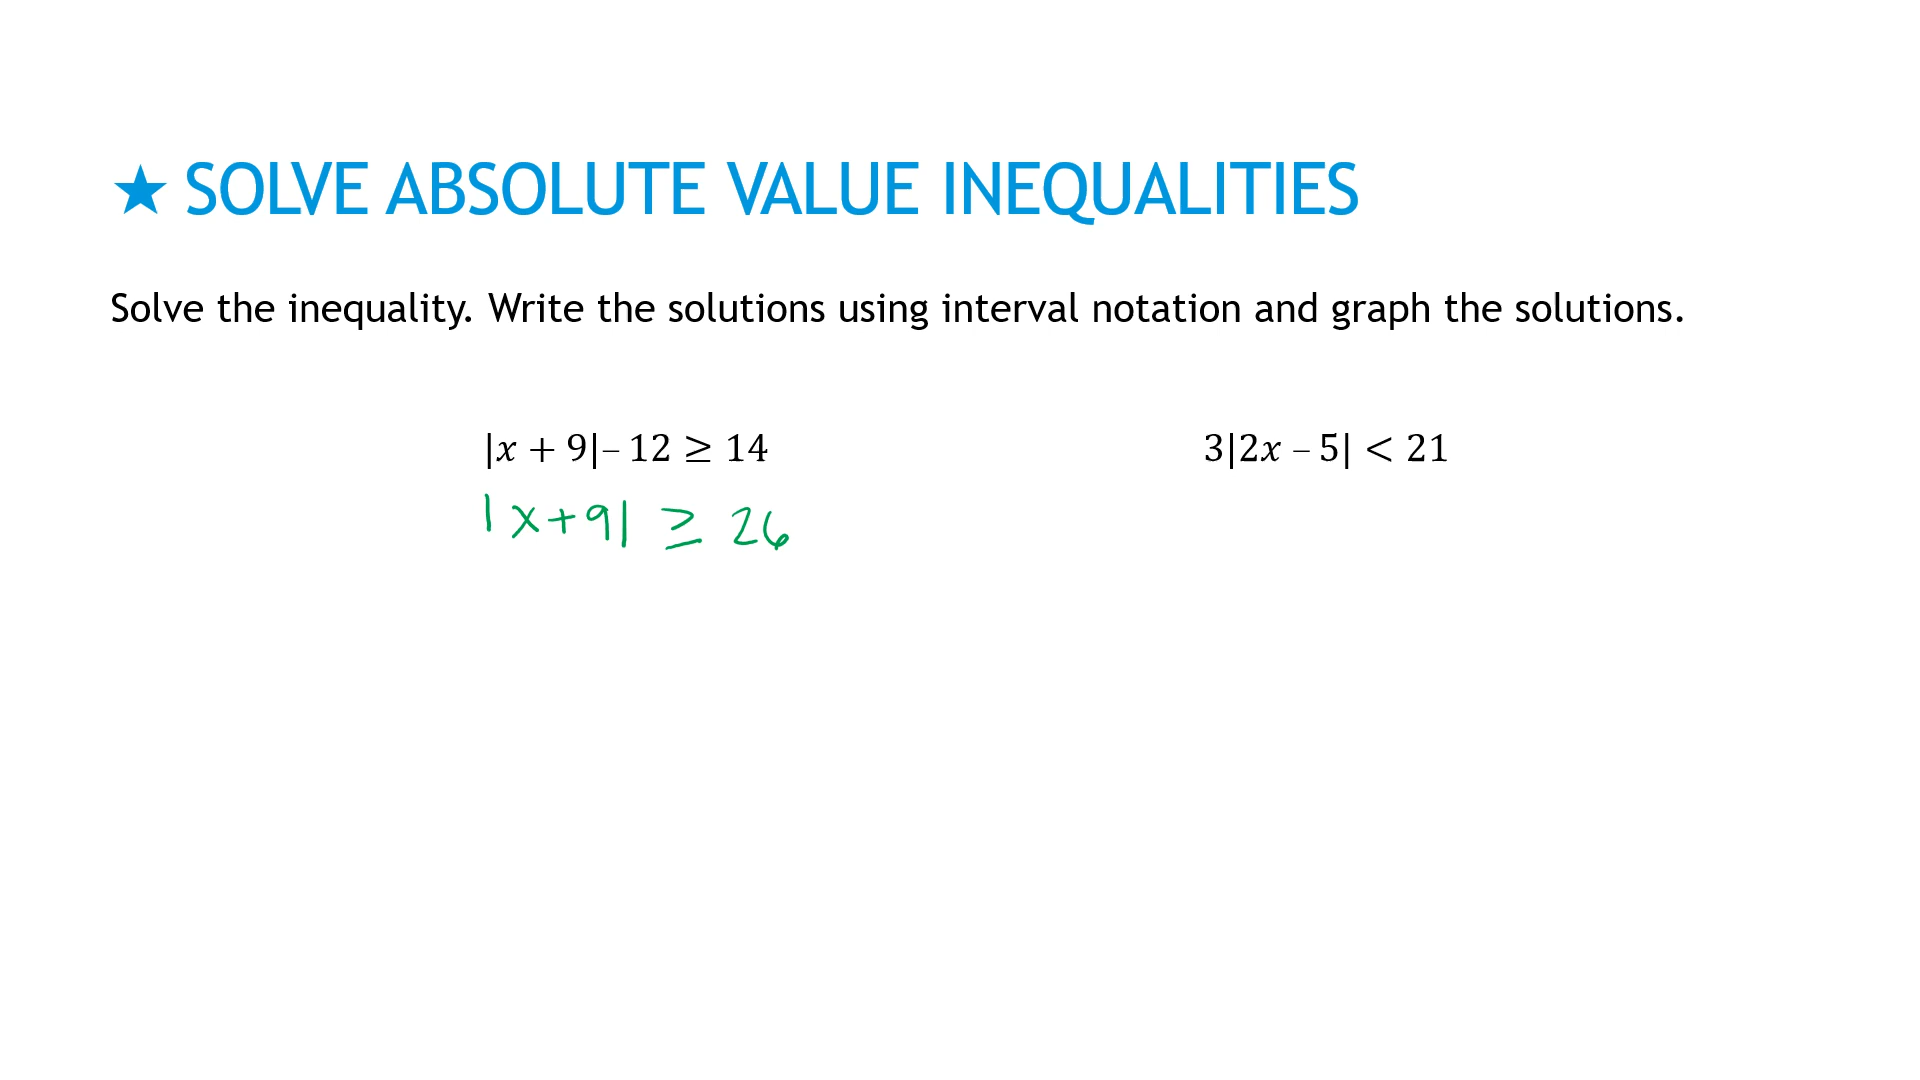 ★ SOLVE ABSOLUTE VALUE INEQUALITIES
Solve the inequality. Write the solutions using interval notation and graph the solutions.
|x + 9|– 12 ≥ 14
3|2x – 5| < 21
|x+9| ≥ 26